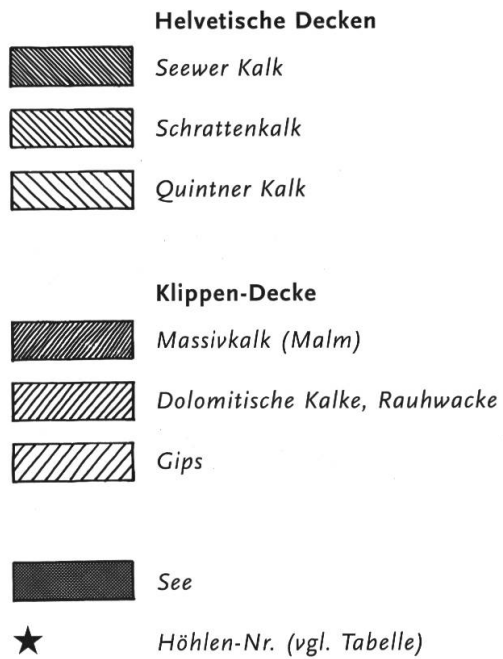 Helvetische Decken
Seewer Kalk
Schrattenkalk
Quintner Kalk
Klippen-Decke
Massivkalk (Malm)
Dolomitische Kalke, Rauhwacke
Gips
See
Höhlen-Nr. (vgl. Tabelle)